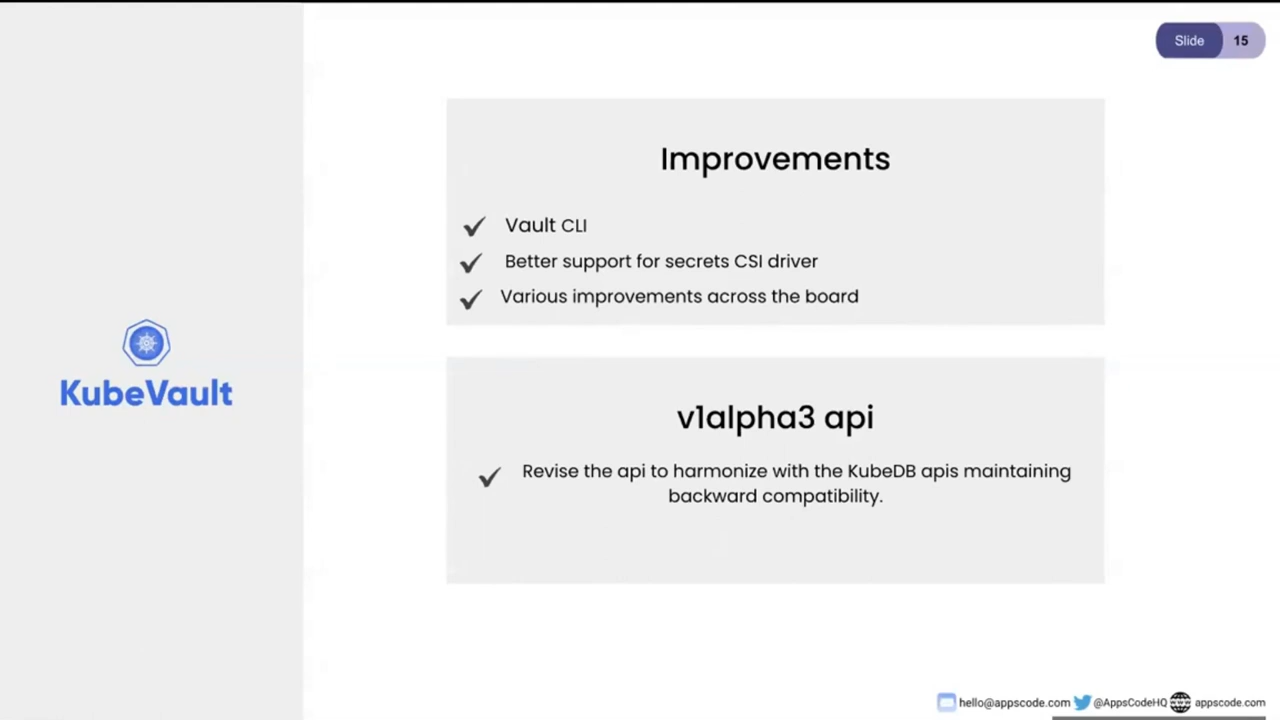 Slide 15
Improvements
Vault CLI
Better support for secrets CSI driver
Various improvements across the board
KubeVault
v1alpha3 api
Revise the api to harmonize with the KubeDB apis maintaining
backward compatibility.
hello@appscode.com @AppsCodeHQ appscode.com